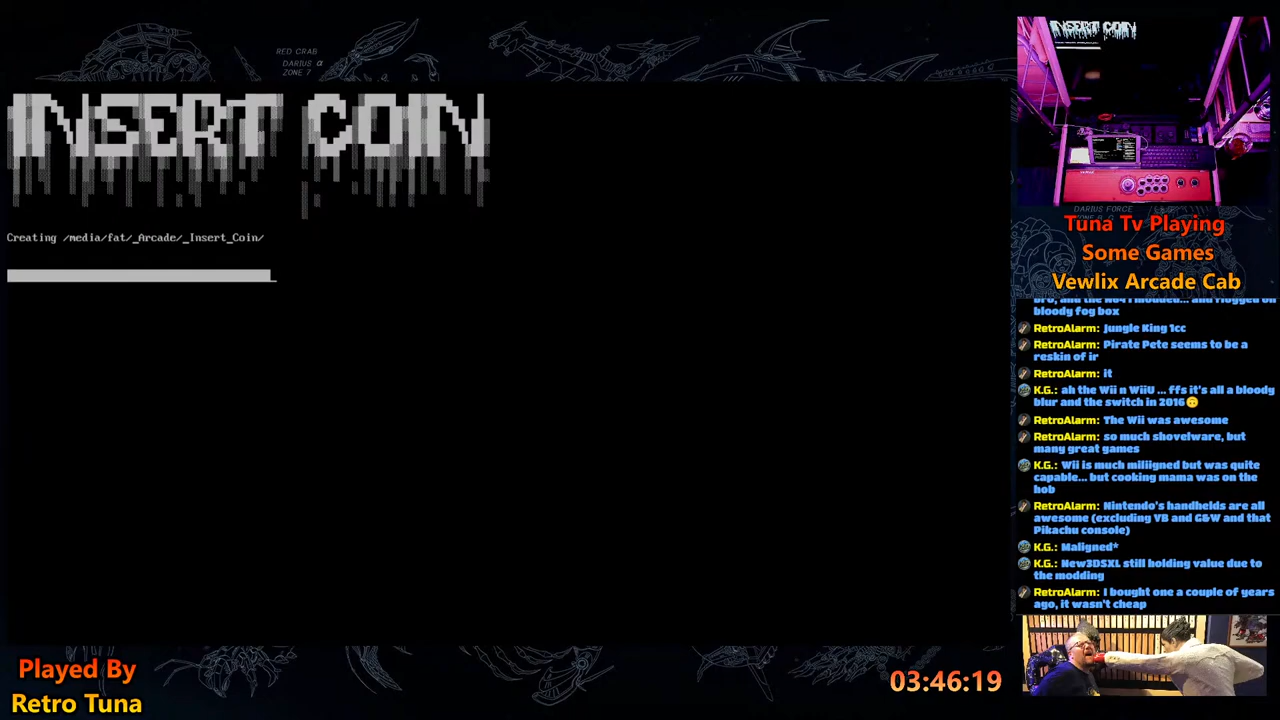 RED CRAB
DARIUS α
ZONE 7
INSERT COIN
Creating /media/fat/_Arcade/_Insert_Coin/
INSERT COIN
DARIUS FORCE
Tuna Tv Playing
Some Games
Vewlix Arcade Cab
bloody fog box
RetroAlarm: Jungle King 1cc
RetroAlarm: Pirate Pete seems to be a
reskin of ir
RetroAlarm: it
K.G.: ah the Wii n WiiU ... ffs it's all a bloody
blur and the switch in 2016🙃
RetroAlarm: The Wii was awesome
RetroAlarm: so much shovelware, but
many great games
K.G.: Wii is much miliigned but was quite
capable... but cooking mama was on the
hob
RetroAlarm: Nintendo's handhelds are all
awesome (excluding VB and G&W and that
Pikachu console)
K.G.: Maligned*
K.G.: New3DSXL still holding value due to
the modding
RetroAlarm: I bought one a couple of years
ago, it wasn't cheap
Played By
Retro Tuna
03:46:19